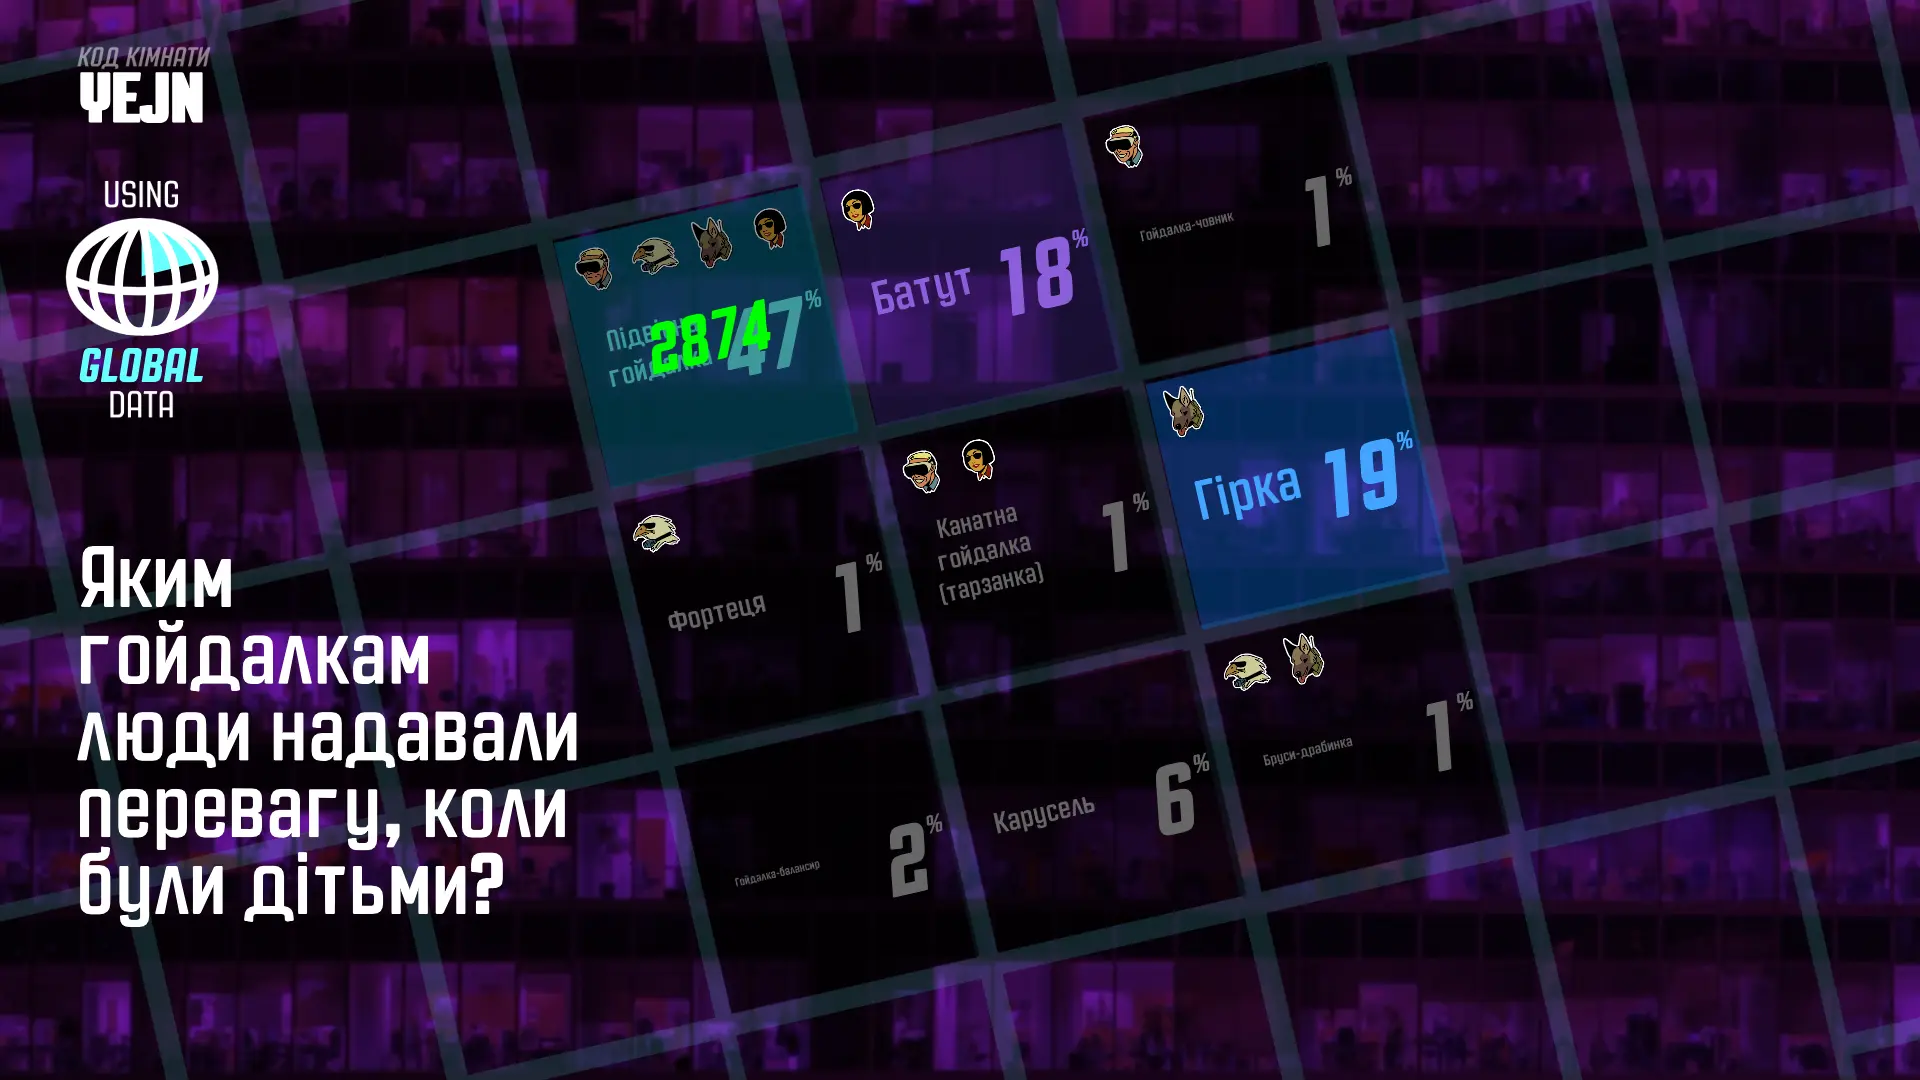 КОД КІМНАТИ
YEJN
USING
GLOBAL
DATA
Яким
гойдалкам
люди надавали
перевагу, коли
були дітьми?
2874
47%
Батут 18%
Гойдалка-човник 1%
Фортеця 1%
Канатна
гойдалка
(тарзанка)
1%
Гірка 19%
Гойдалка-балансир 2%
Карусель 6%
Бруси-драбинка 1%